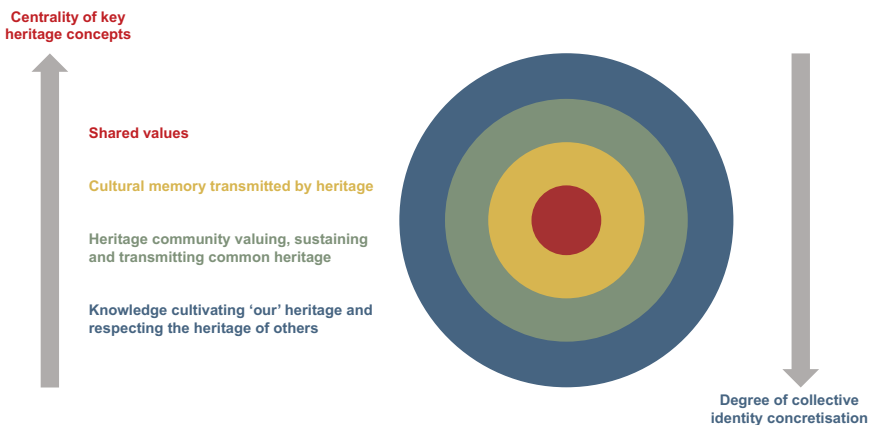 Centrality of key
heritage concepts
Shared values
Cultural memory transmitted by heritage
Heritage community valuing, sustaining
and transmitting common heritage
Knowledge cultivating ‘our’ heritage and
respecting the heritage of others
Degree of collective
identity concretisation